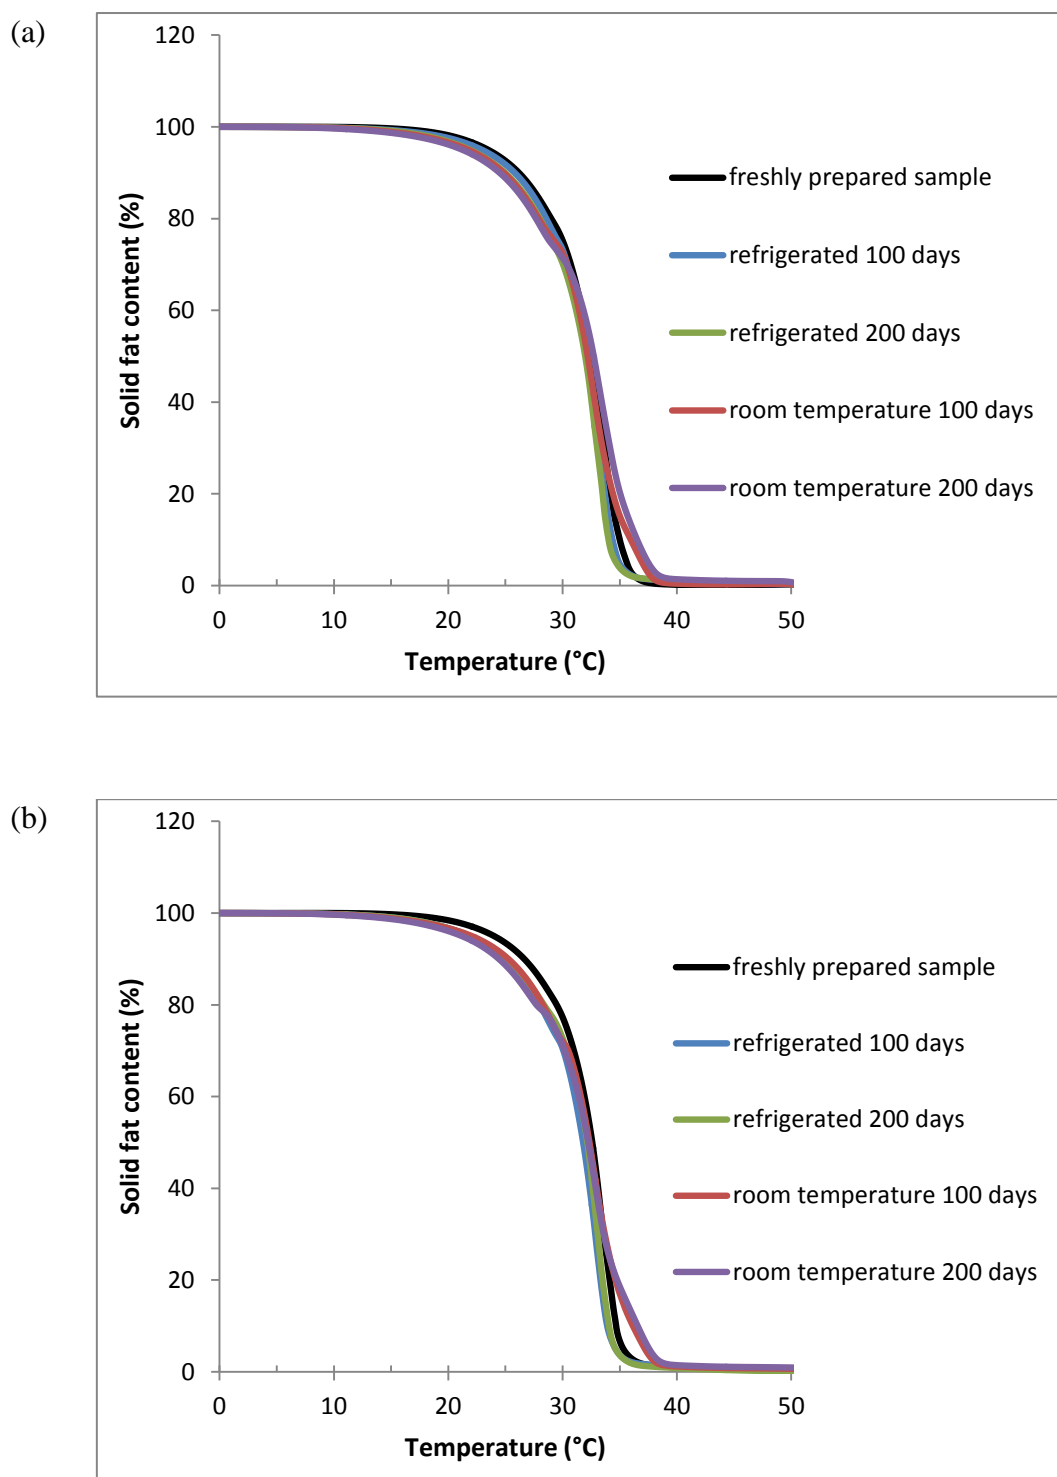 (a)
120
100
80
60
40
20
0
Solid fat content (%)
freshly prepared sample
refrigerated 100 days
refrigerated 200 days
room temperature 100 days
room temperature 200 days
0 10 20 30 40 50
Temperature (°C)
(b)
120
100
80
60
40
20
0
Solid fat content (%)
freshly prepared sample
refrigerated 100 days
refrigerated 200 days
room temperature 100 days
room temperature 200 days
0 10 20 30 40 50
Temperature (°C)